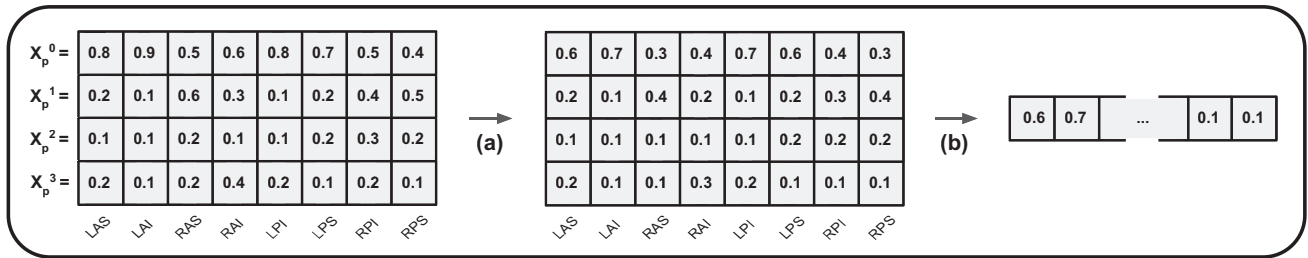 Xp⁰ = 0.8 0.9 0.5 0.6 0.8 0.7 0.5 0.4
Xp¹ = 0.2 0.1 0.6 0.3 0.1 0.2 0.4 0.5
Xp² = 0.1 0.1 0.2 0.1 0.1 0.2 0.3 0.2
Xp³ = 0.2 0.1 0.2 0.4 0.2 0.1 0.2 0.1
LAS LAI RAS RAI LPI LPS RPI RPS
(a)
0.6 0.7 0.3 0.4 0.7 0.6 0.4 0.3
0.2 0.1 0.4 0.2 0.1 0.2 0.3 0.4
0.1 0.1 0.1 0.1 0.1 0.2 0.2 0.2
0.2 0.1 0.1 0.3 0.2 0.1 0.1 0.1
LAS LAI RAS RAI LPI LPS RPI RPS
(b)
0.6 0.7 ... 0.1 0.1